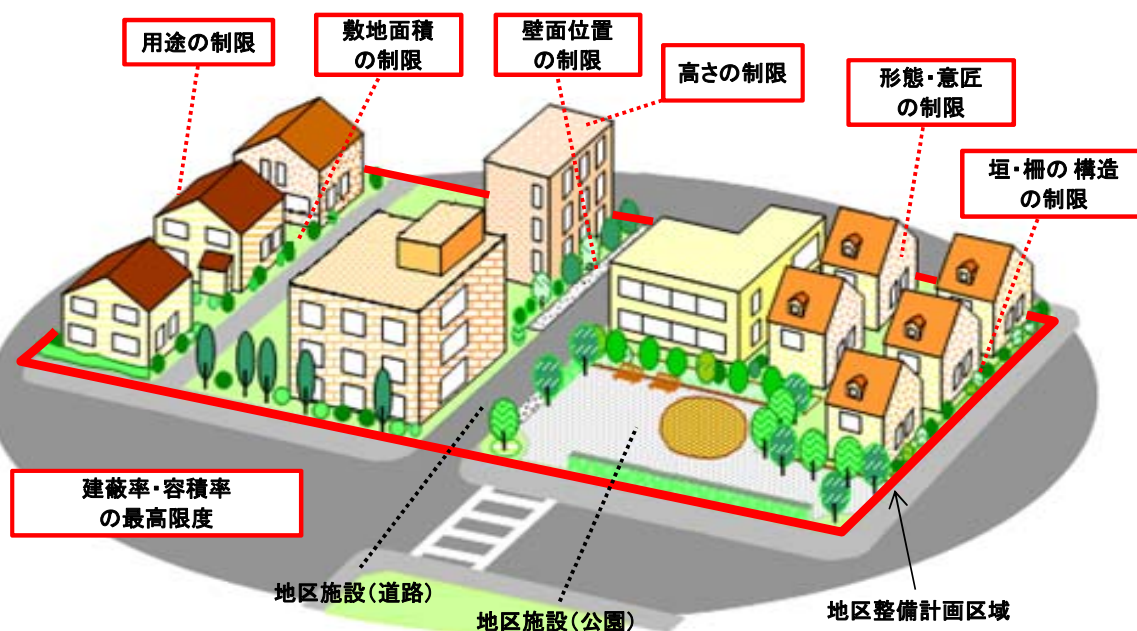 用途の制限
敷地面積
の制限
壁面位置
の制限
高さの制限
形態・意匠
の制限
垣・柵の 構造
の制限
建蔽率・容積率
の最高限度
地区施設(道路)
地区施設(公園)
地区整備計画区域